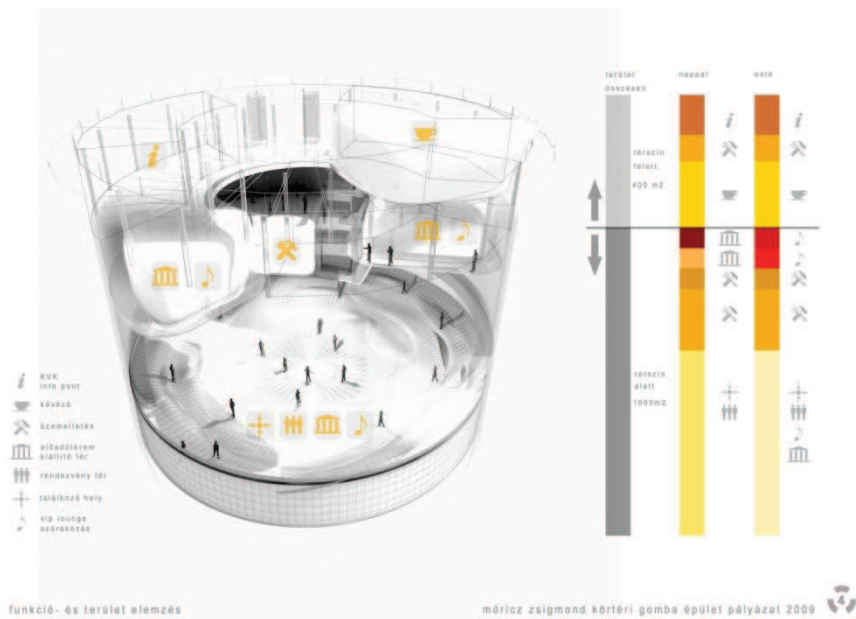 terület
összesen
nappal
este
térszín
felett
400 m2
térszín
alatt
1000m2
KVK
info pont
kávézó
üzemeltetés
előadóterem
kiállító tér
rendezvény tér
találkozó hely
vip lounge
szórakozás
funkció- és terület elemzés
móricz zsigmond körtéri gomba épület pályázat 2009
4